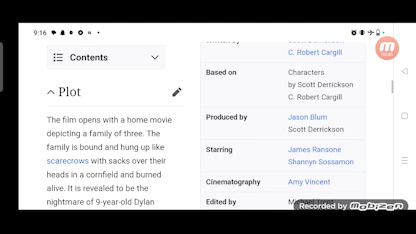 9:16
Contents
Plot
The film opens with a home movie
depicting a family of three. The
family is bound and hung up like
scarecrows with sacks over their
heads in a cornfield and burned
alive. It is revealed to be the
nightmare of 9-year-old Dylan
C. Robert Cargill
Based on
Characters
by Scott Derrickson
C. Robert Cargill
Produced by
Jason Blum
Scott Derrickson
Starring
James Ransone
Shannyn Sossamon
Cinematography
Amy Vincent
Edited by
Recorded by
MOBIZEN